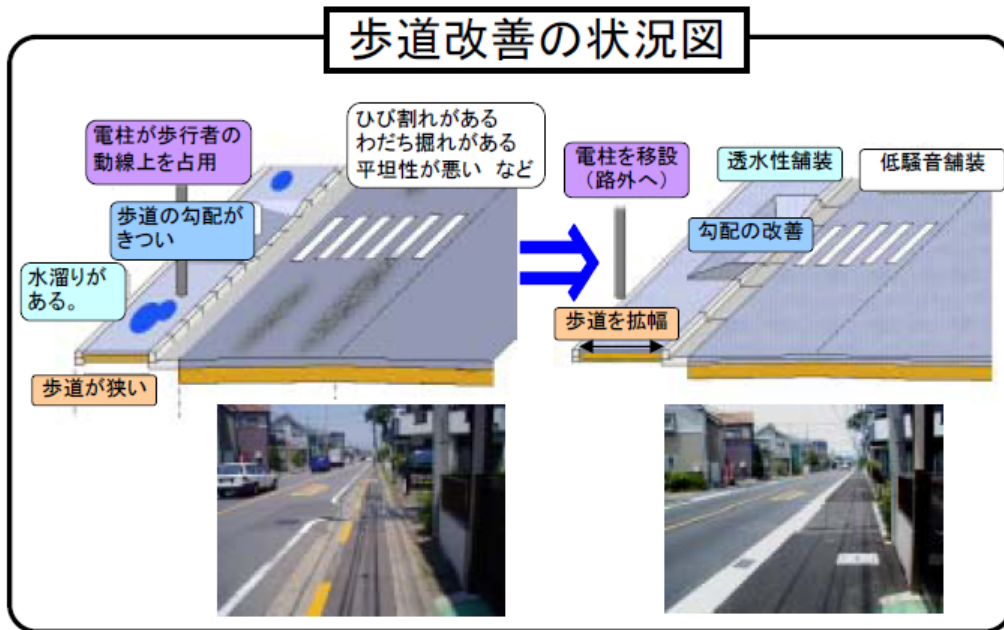 歩道改善の状況図
電柱が歩行者の
動線上を占用
ひび割れがある
わだち掘れがある
平坦性が悪い など
歩道の勾配が
きつい
水溜りが
ある。
歩道が狭い
電柱を移設
（路外へ）
透水性舗装
低騒音舗装
勾配の改善
歩道を拡幅